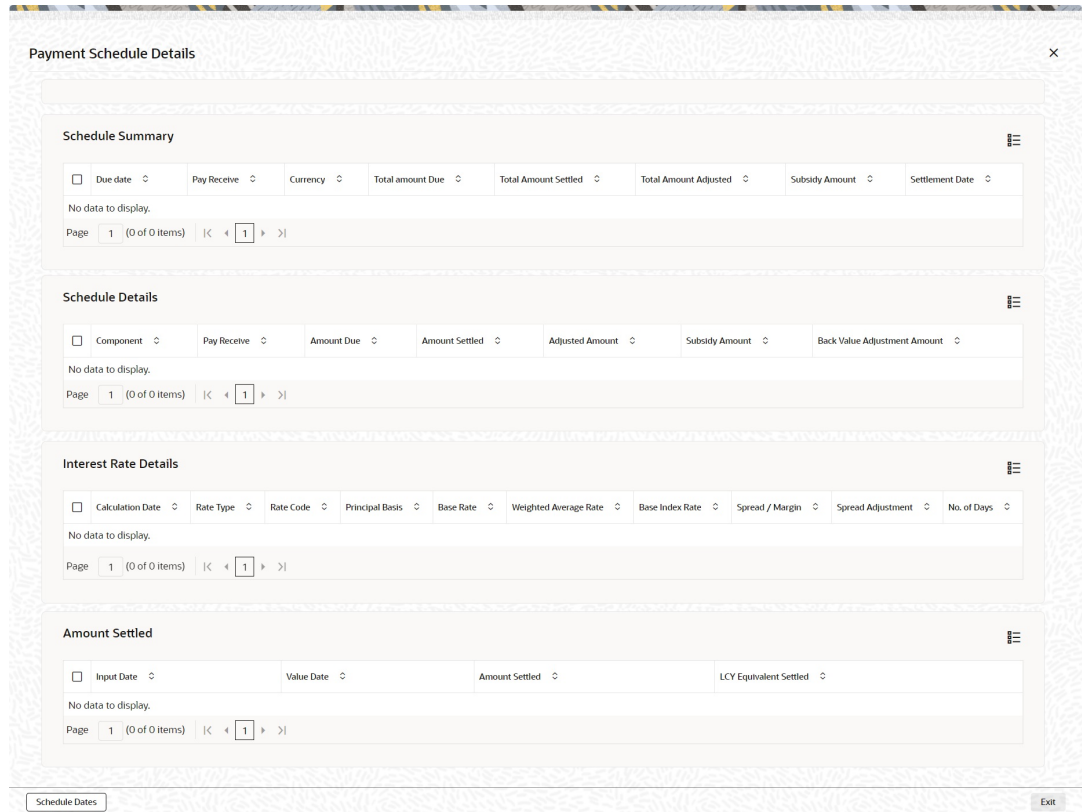 Payment Schedule Details
Schedule Summary
Due date Pay Receive Currency Total amount Due Total Amount Settled Total Amount Adjusted Subsidy Amount Settlement Date
No data to display.
Page 1 (0 of 0 items) 1
Schedule Details
Component Pay Receive Amount Due Amount Settled Adjusted Amount Subsidy Amount Back Value Adjustment Amount
No data to display.
Page 1 (0 of 0 items) 1
Interest Rate Details
Calculation Date Rate Type Rate Code Principal Basis Base Rate Weighted Average Rate Base Index Rate Spread / Margin Spread Adjustment No. of Days
No data to display.
Page 1 (0 of 0 items) 1
Amount Settled
Input Date Value Date Amount Settled LCY Equivalent Settled
No data to display.
Page 1 (0 of 0 items) 1
Schedule Dates Exit